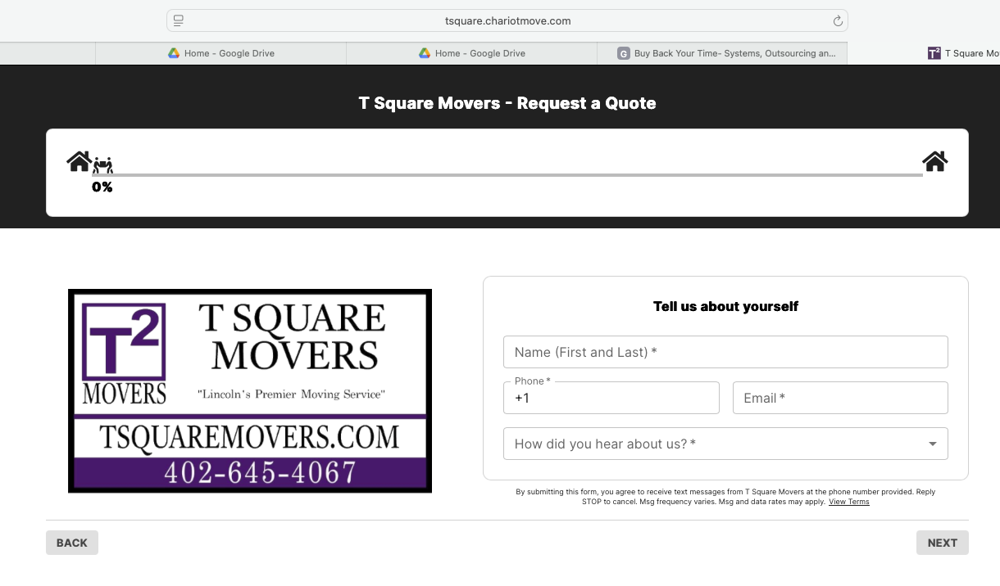 tsquare.chariotmove.com
Home - Google Drive
Home - Google Drive
G
Buy Back Your Time- Systems, Outsourcing an...
T2
T Square Mo
T Square Movers - Request a Quote
0%
T2
MOVERS
T SQUARE
MOVERS
"Lincoln's Premier Moving Service"
TSQUAREMOVERS.COM
402-645-4067
Tell us about yourself
Name (First and Last) *
Phone *
+1
Email *
How did you hear about us? *
By submitting this form, you agree to receive text messages from T Square Movers at the phone number provided. Reply
STOP to cancel. Msg frequency varies. Msg and data rates may apply. View Terms
BACK
NEXT